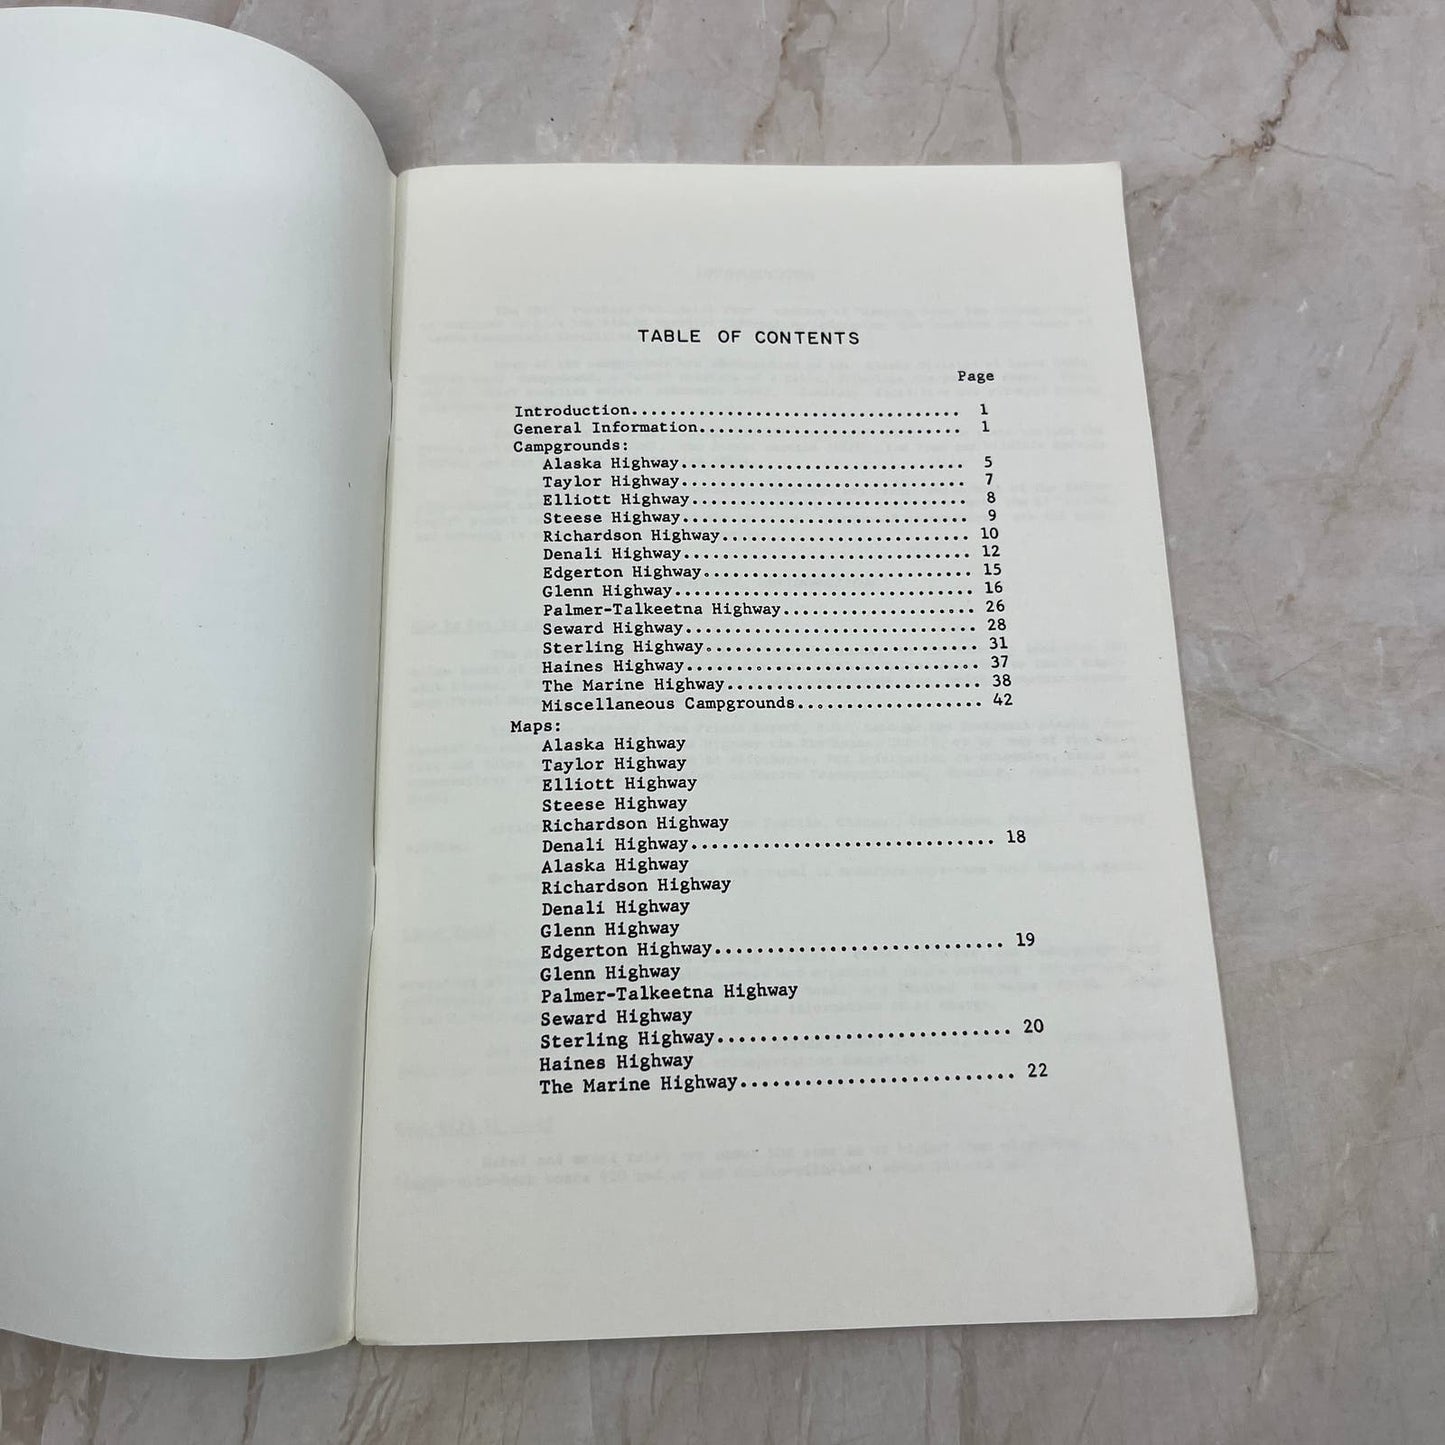 TABLE OF CONTENTS
Page
Introduction.................................. 1
General Information........................... 1
Campgrounds:
Alaska Highway.............................. 5
Taylor Highway.............................. 7
Elliott Highway............................. 8
Steese Highway.............................. 9
Richardson Highway.......................... 10
Denali Highway.............................. 12
Edgerton Highway............................ 15
Glenn Highway............................... 16
Palmer-Talkeetna Highway.................... 26
Seward Highway.............................. 28
Sterling Highway............................ 31
Haines Highway.............................. 37
The Marine Highway.......................... 38
Miscellaneous Campgrounds................... 42
Maps:
Alaska Highway
Taylor Highway
Elliott Highway
Steese Highway
Richardson Highway
Denali Highway............................. 18
Alaska Highway
Richardson Highway
Denali Highway
Glenn Highway
Edgerton Highway........................... 19
Glenn Highway
Palmer-Talkeetna Highway
Seward Highway
Sterling Highway............................ 20
Haines Highway
The Marine Highway.......................... 22